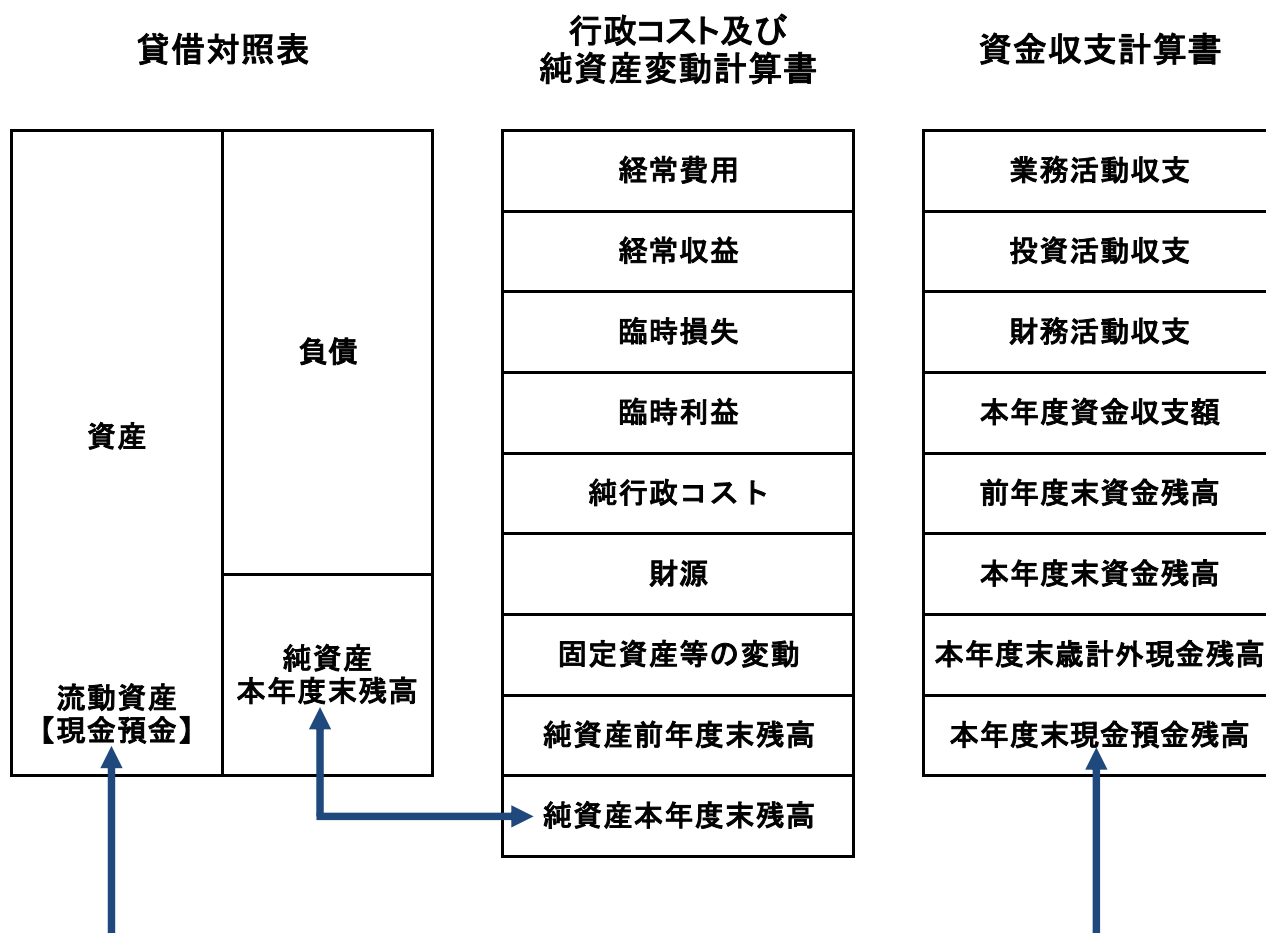 貸借対照表
資産
流動資産
【現金預金】
負債
純資産
本年度末残高
行政コスト及び
純資産変動計算書
経常費用
経常収益
臨時損失
臨時利益
純行政コスト
財源
固定資産等の変動
純資産前年度末残高
純資産本年度末残高
資金収支計算書
業務活動収支
投資活動収支
財務活動収支
本年度資金収支額
前年度末資金残高
本年度末資金残高
本年度末歳計外現金残高
本年度末現金預金残高